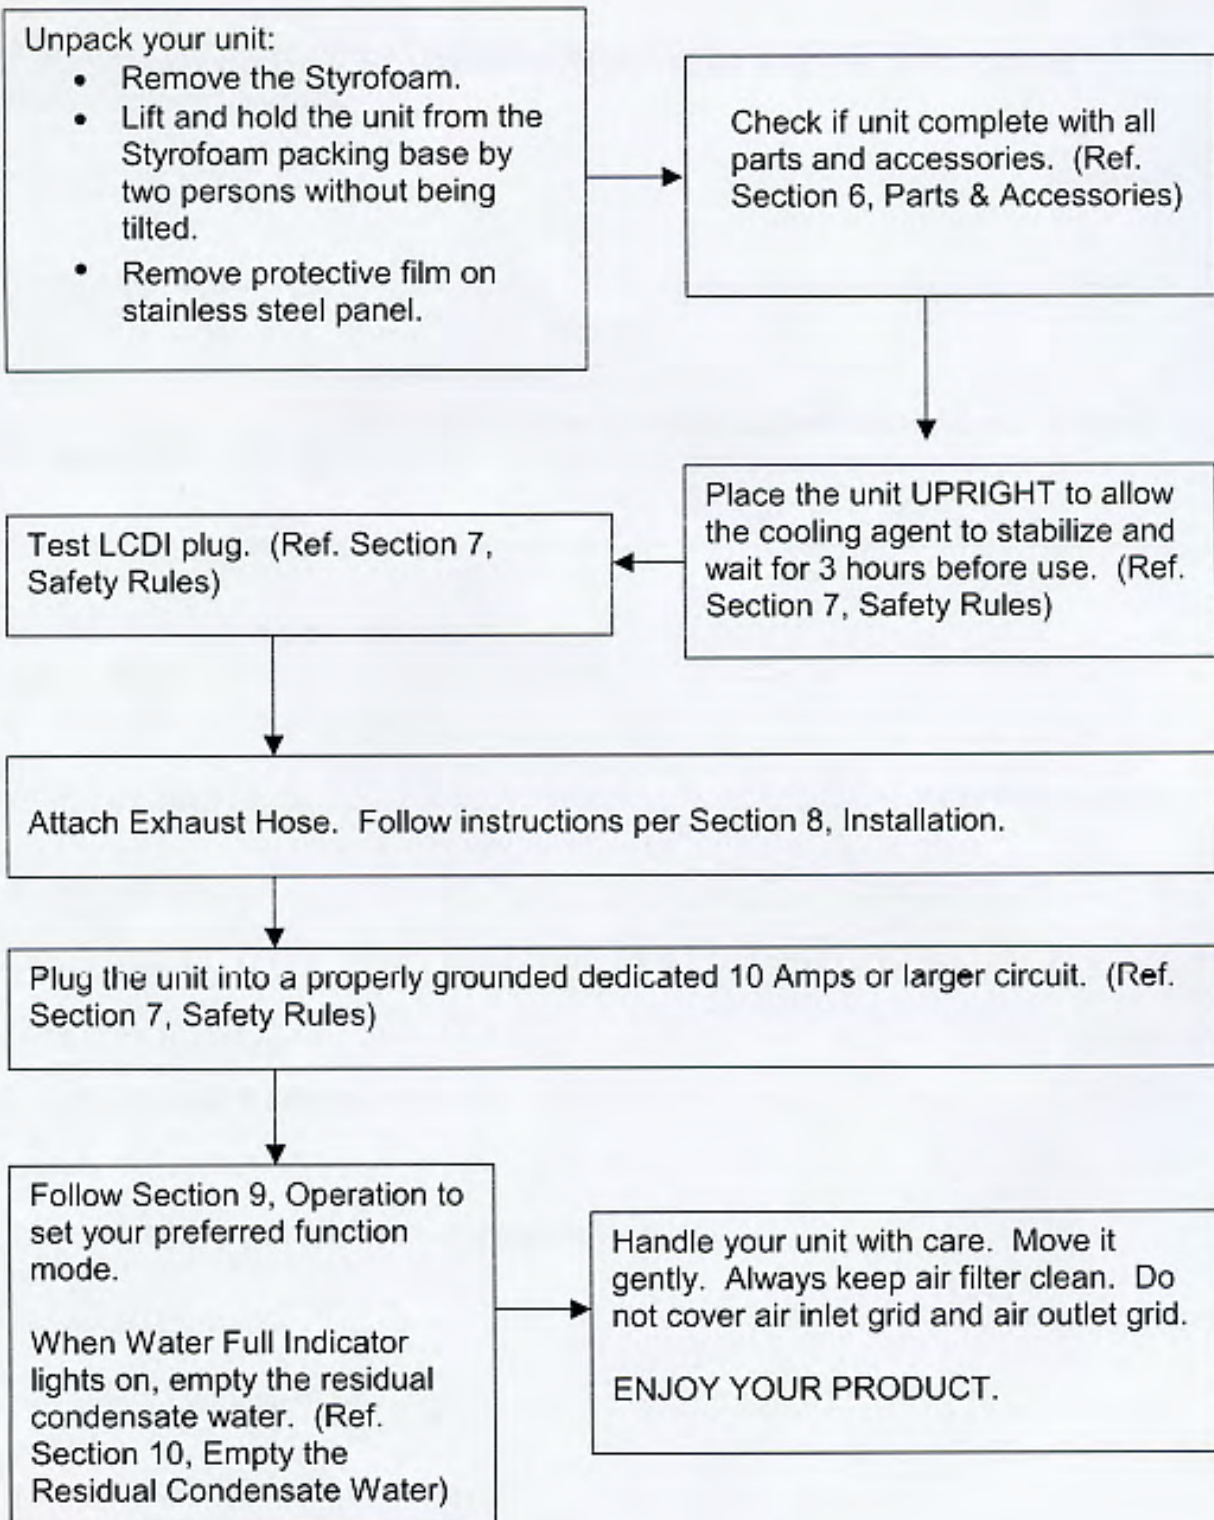 Unpack your unit:
• Remove the Styrofoam.
• Lift and hold the unit from the
Styrofoam packing base by
two persons without being
tilted.
• Remove protective film on
stainless steel panel.
Check if unit complete with all
parts and accessories. (Ref.
Section 6, Parts & Accessories)
Place the unit UPRIGHT to allow
the cooling agent to stabilize and
wait for 3 hours before use. (Ref.
Section 7, Safety Rules)
Test LCDI plug. (Ref. Section 7,
Safety Rules)
Attach Exhaust Hose. Follow instructions per Section 8, Installation.
Plug the unit into a properly grounded dedicated 10 Amps or larger circuit. (Ref.
Section 7, Safety Rules)
Follow Section 9, Operation to
set your preferred function
mode.
When Water Full Indicator
lights on, empty the residual
condensate water. (Ref.
Section 10, Empty the
Residual Condensate Water)
Handle your unit with care. Move it
gently. Always keep air filter clean. Do
not cover air inlet grid and air outlet grid.
ENJOY YOUR PRODUCT.